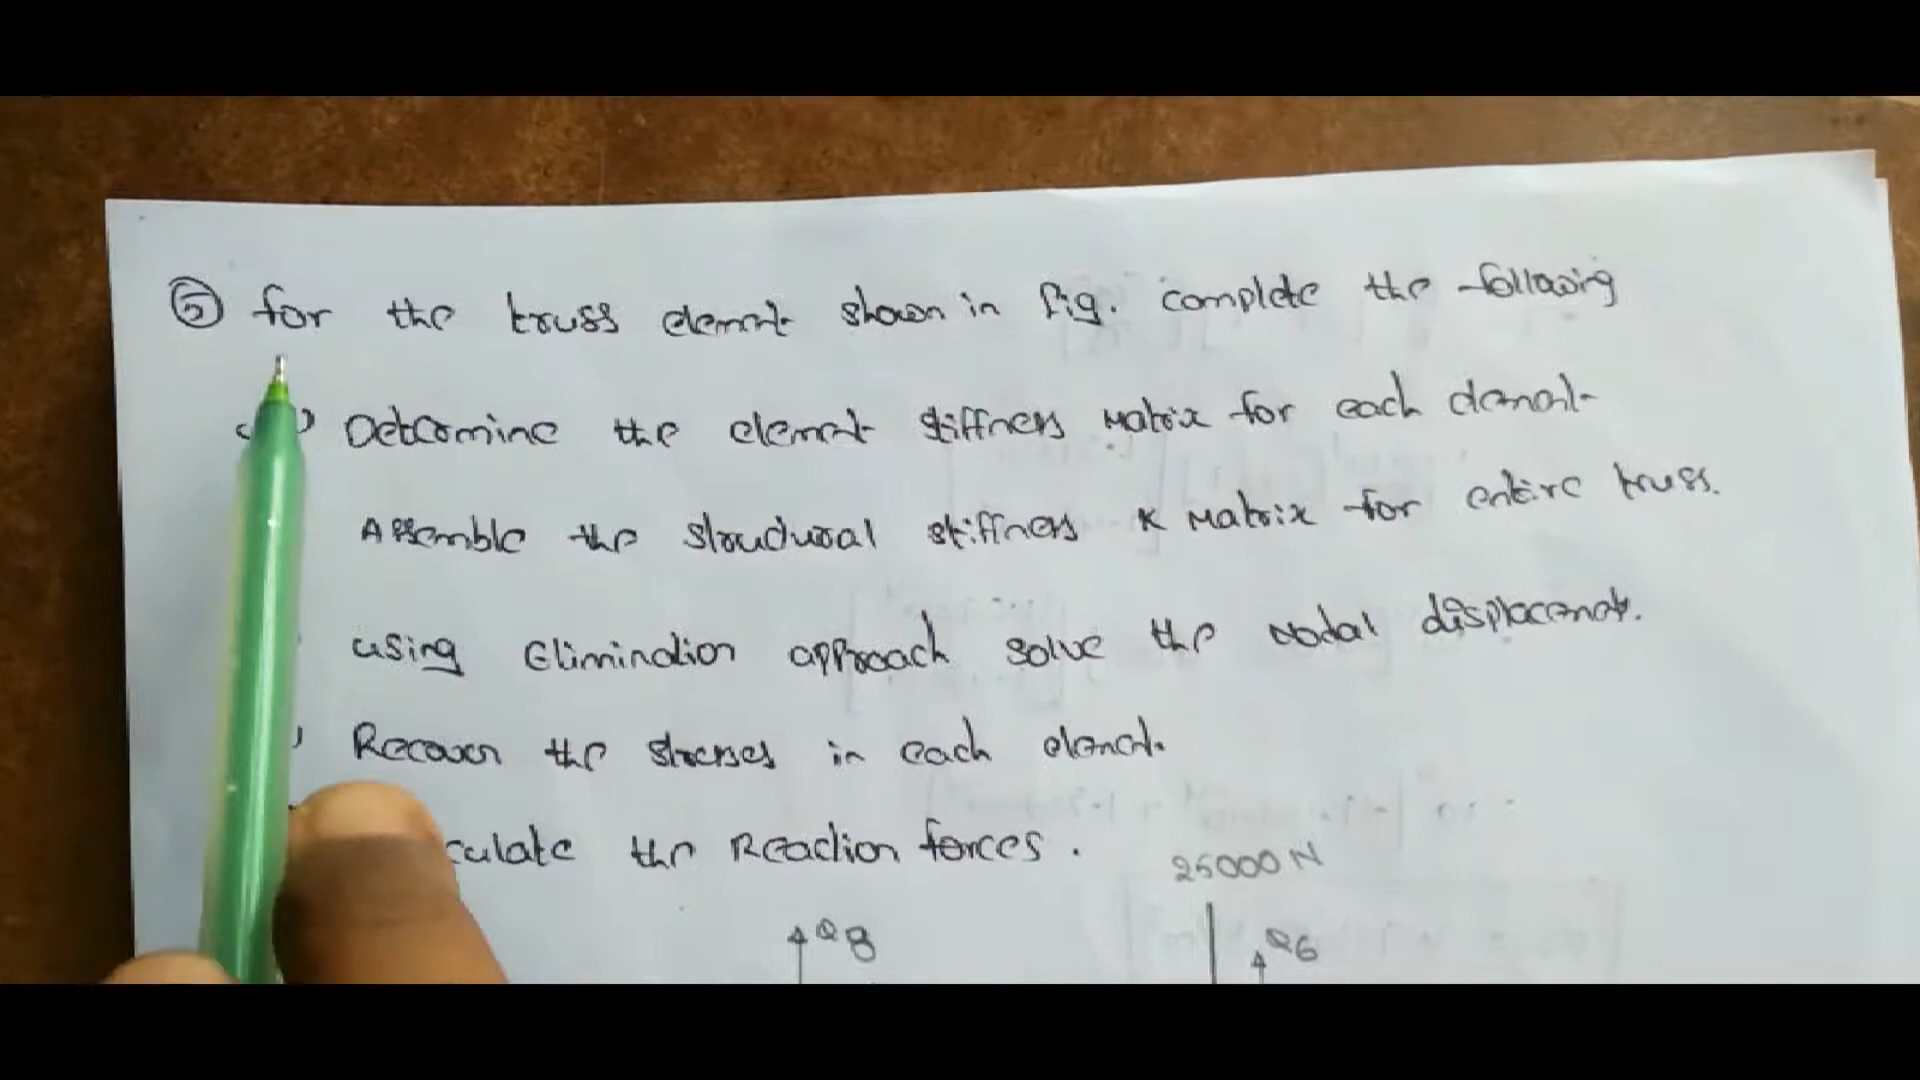 ⑤ for the truss element shown in fig. complete the following
) Determine the element stiffness Matrix for each element
Assemble the structural stiffness K Matrix for entire truss.
using Elimination approach solve the nodal displacement.
) Recover the stresses in each element.
culate the Reaction forces.
25000 N
Q8
Q6